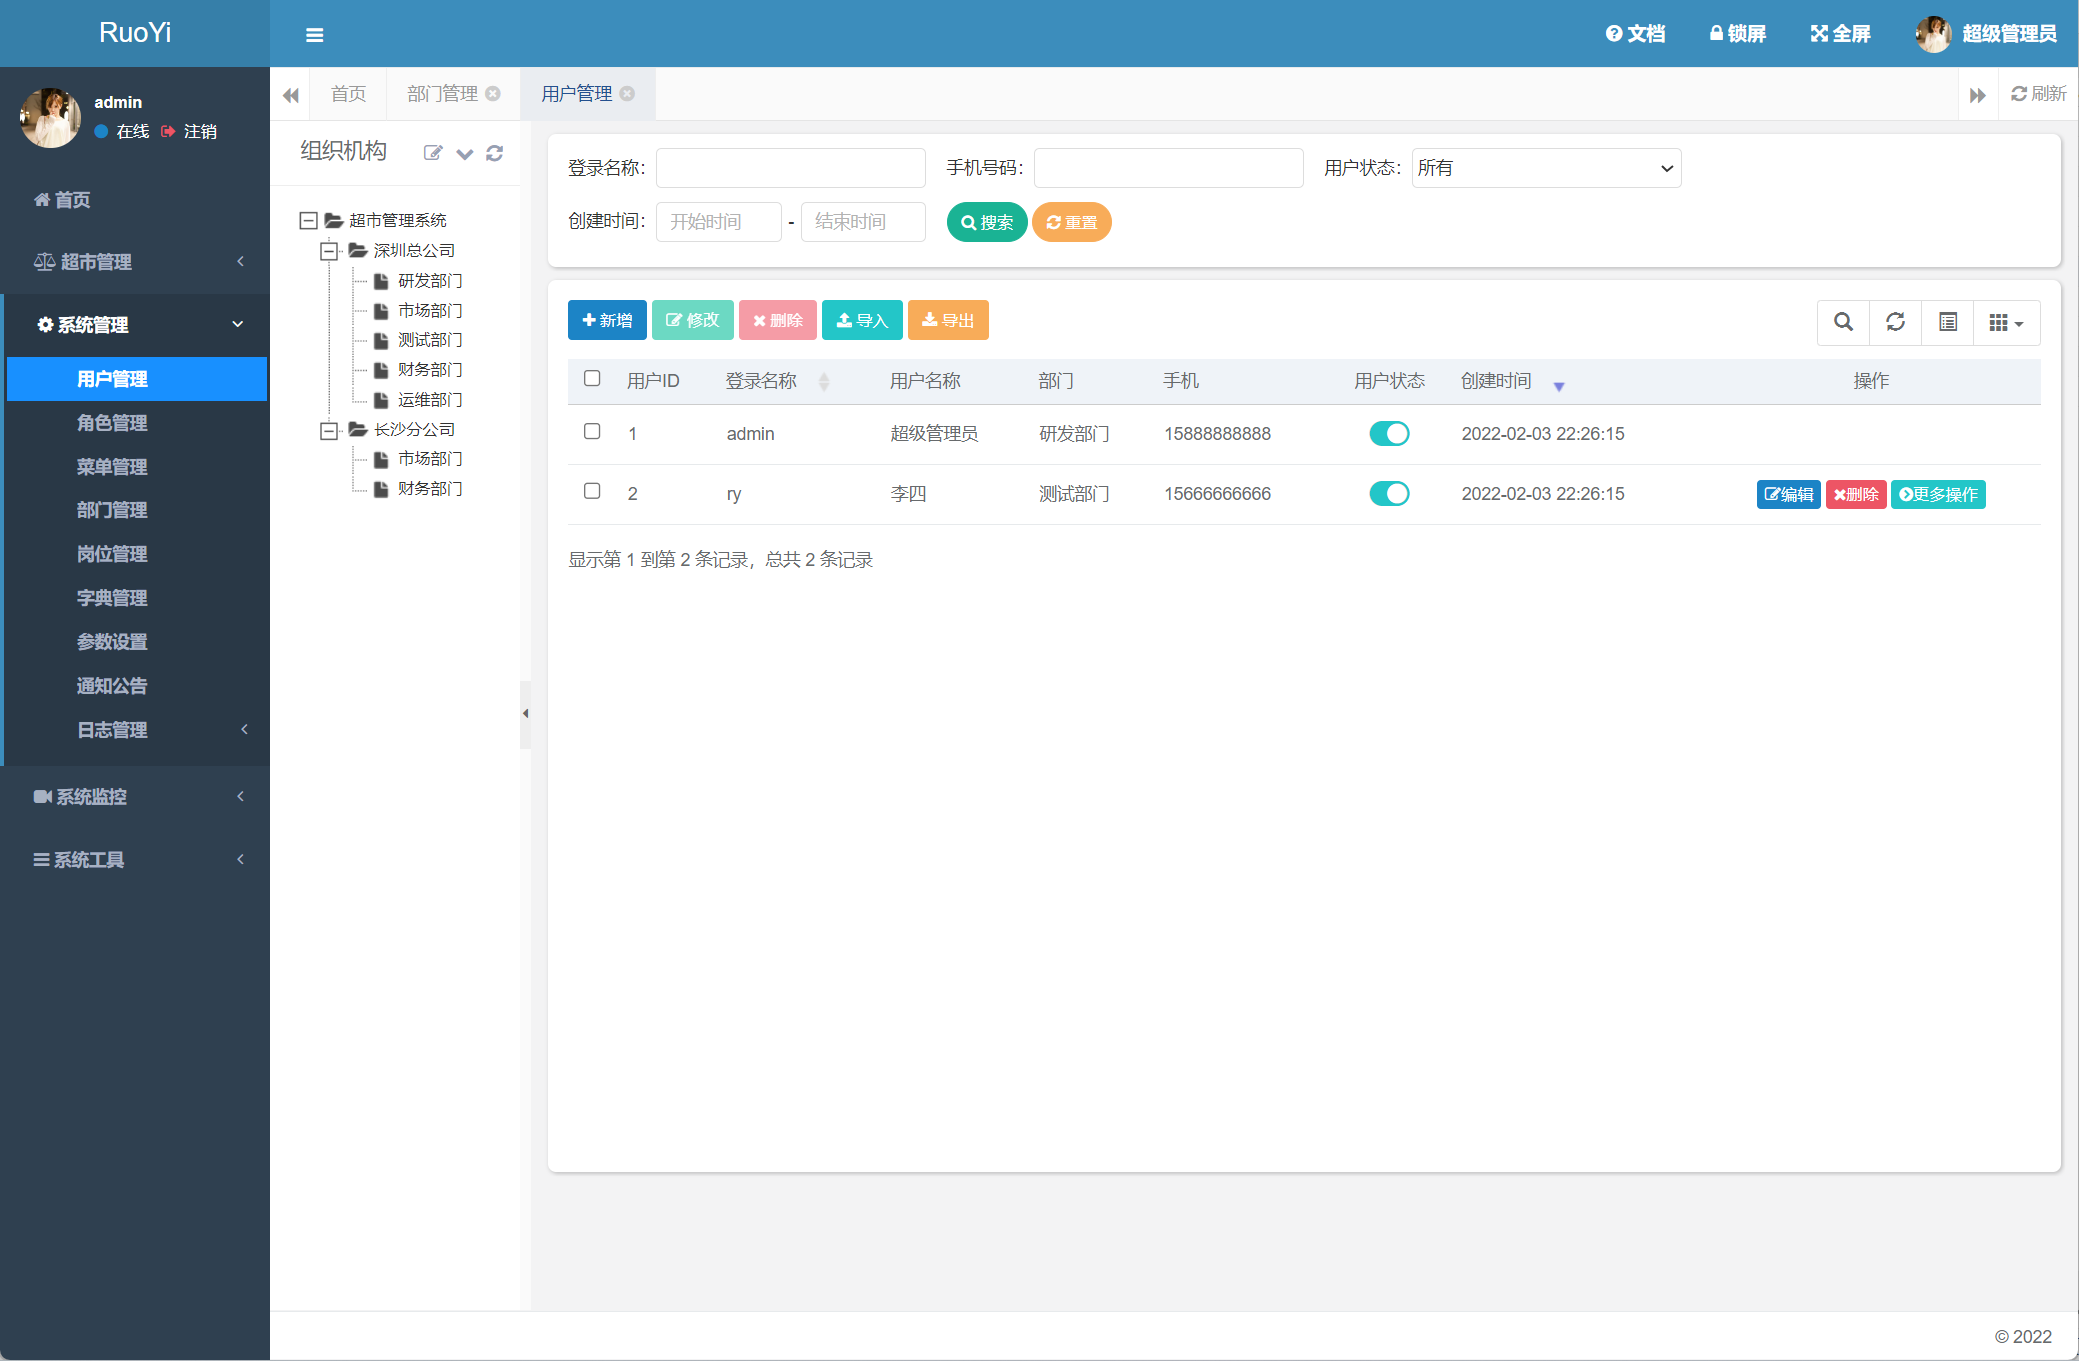 RuoYi
文档 锁屏 全屏 超级管理员
admin
在线 注销
首页
超市管理
系统管理
用户管理
角色管理
菜单管理
部门管理
岗位管理
字典管理
参数设置
通知公告
日志管理
系统监控
系统工具
首页 部门管理 用户管理 刷新
组织机构
超市管理系统
深圳总公司
研发部门
市场部门
测试部门
财务部门
运维部门
长沙分公司
市场部门
财务部门
登录名称： 手机号码： 用户状态： 所有
创建时间： 开始时间 - 结束时间 搜索 重置
新增 修改 删除 导入 导出
用户ID 登录名称 用户名称 部门 手机 用户状态 创建时间 操作
1 admin 超级管理员 研发部门 15888888888 2022-02-03 22:26:15
2 ry 李四 测试部门 15666666666 2022-02-03 22:26:15 编辑 删除 更多操作
显示第 1 到第 2 条记录，总共 2 条记录
© 2022